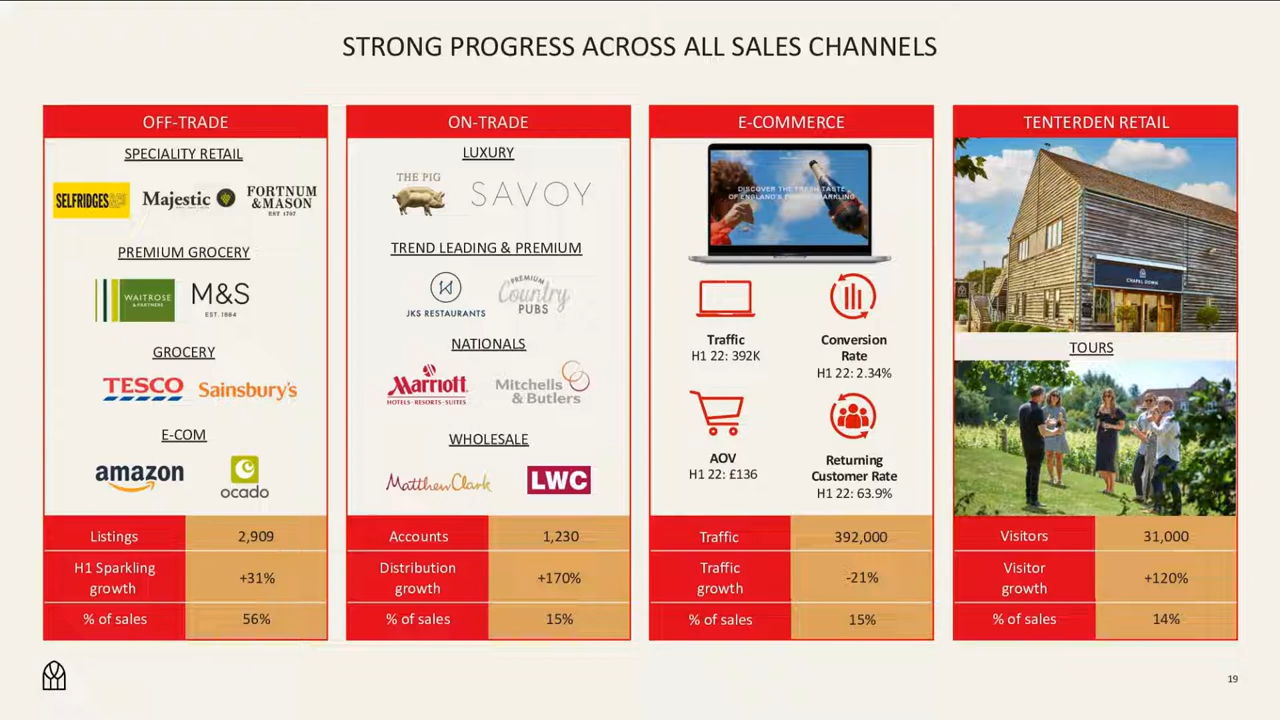 STRONG PROGRESS ACROSS ALL SALES CHANNELS
OFF-TRADE
SPECIALITY RETAIL
SELFRIDGES
Majestic
FORTNUM
& MASON
EST 1707
PREMIUM GROCERY
WAITROSE
& PARTNERS
M&S
EST. 1884
GROCERY
TESCO
Sainsbury's
E-COM
amazon
ocado
Listings 2,909
H1 Sparkling
growth
+31%
% of sales 56%
ON-TRADE
LUXURY
THE PIG
SAVOY
TREND LEADING & PREMIUM
JKS RESTAURANTS
PREMIUM
Country
PUBS
NATIONALS
Marriott
HOTELS · RESORTS · SUITES
Mitchells
& Butlers
WHOLESALE
Matthew Clark
LWC
Accounts 1,230
Distribution
growth
+170%
% of sales 15%
E-COMMERCE
DISCOVER THE FRESH TASTE
OF ENGLAND'S SPARKLING
Traffic
H1 22: 392K
Conversion
Rate
H1 22: 2.34%
AOV
H1 22: £136
Returning
Customer Rate
H1 22: 63.9%
Traffic 392,000
Traffic
growth
-21%
% of sales 15%
TENTERDEN RETAIL
CHAPEL DOWN
TOURS
Visitors 31,000
Visitor
growth
+120%
% of sales 14%
19